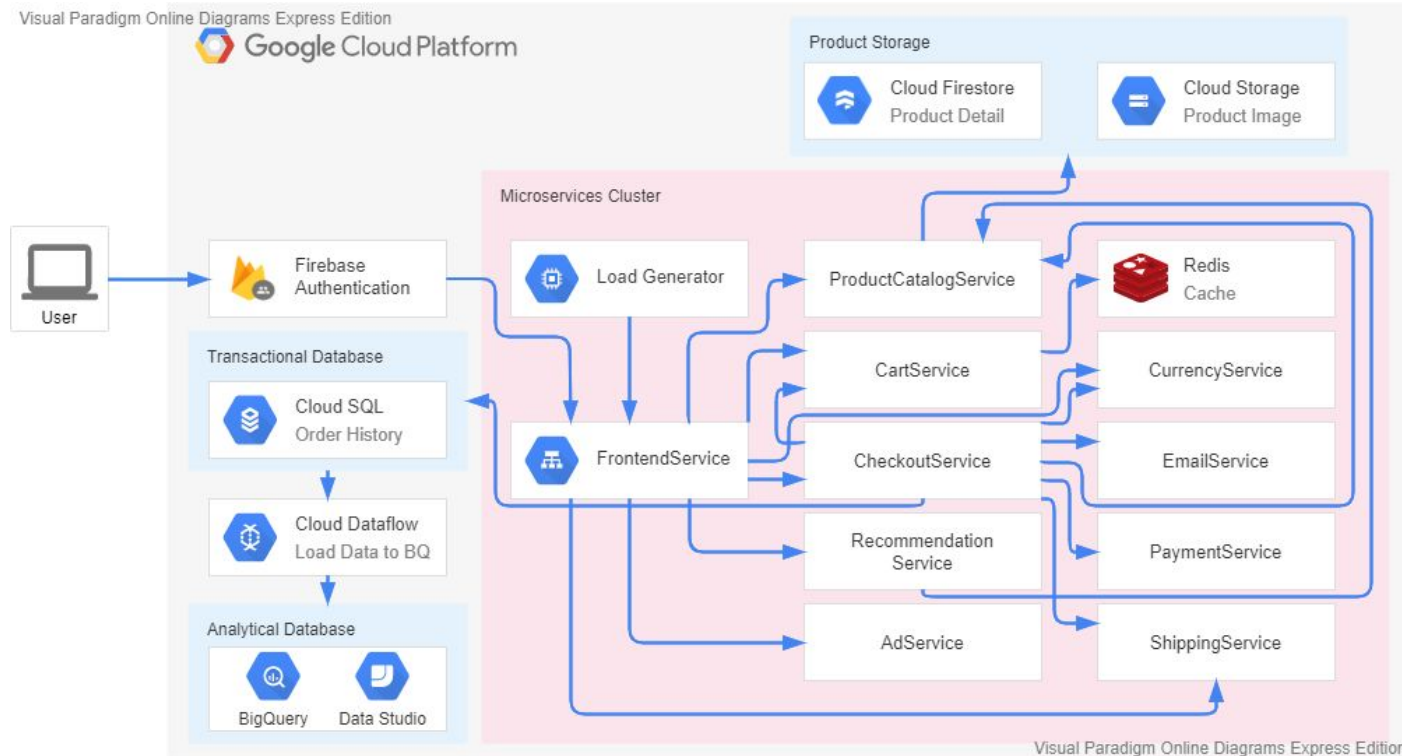 Visual Paradigm Online Diagrams Express Edition
Google Cloud Platform
Product Storage
Cloud Firestore
Product Detail
Cloud Storage
Product Image
Microservices Cluster
User
Firebase
Authentication
Load Generator
ProductCatalogService
Redis
Cache
Transactional Database
Cloud SQL
Order History
CartService
CurrencyService
FrontendService
CheckoutService
EmailService
Cloud Dataflow
Load Data to BQ
Recommendation
Service
PaymentService
Analytical Database
BigQuery
Data Studio
AdService
ShippingService
Visual Paradigm Online Diagrams Express Edition